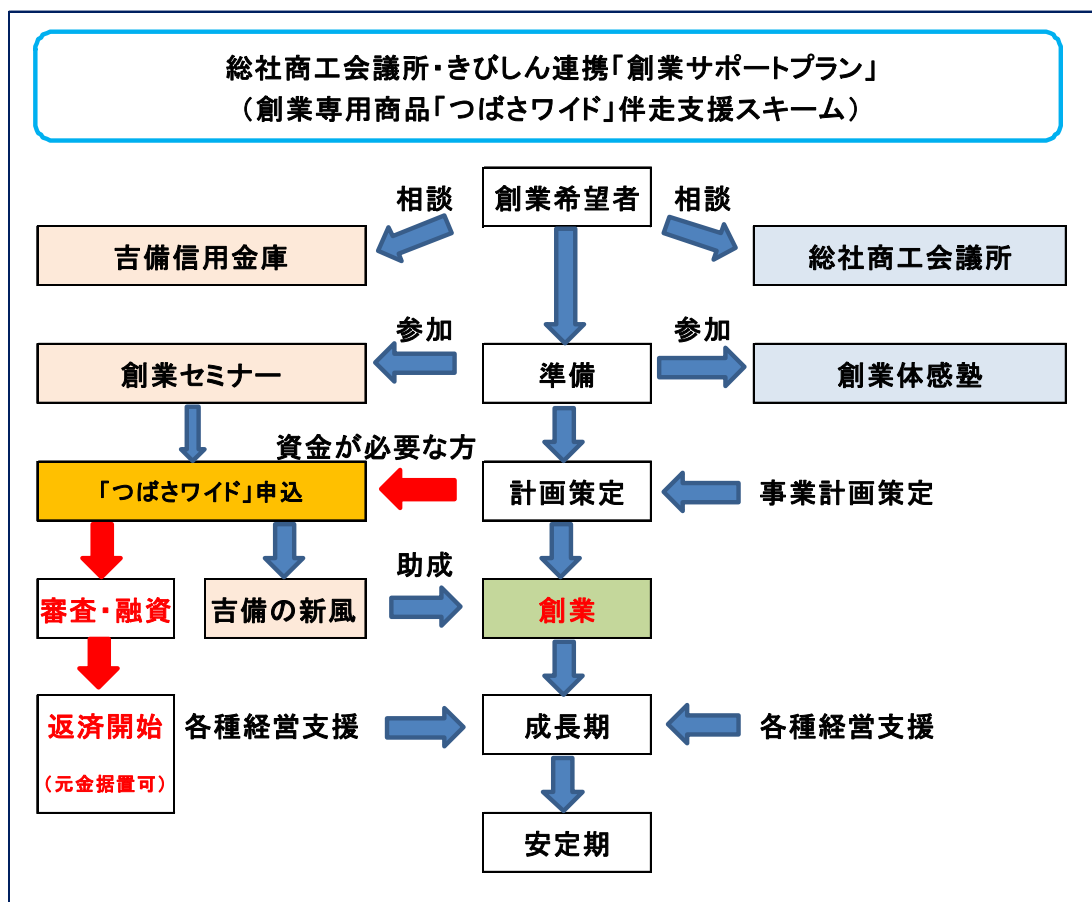 総社商工会議所・きびしん連携「創業サポートプラン」
（創業専用商品「つばさワイド」伴走支援スキーム）
相談
創業希望者
相談
吉備信用金庫
総社商工会議所
参加
参加
創業セミナー
準備
創業体感塾
資金が必要な方
「つばさワイド」申込
計画策定
事業計画策定
助成
審査・融資
吉備の新風
創業
返済開始
（元金据置可）
各種経営支援
成長期
各種経営支援
安定期